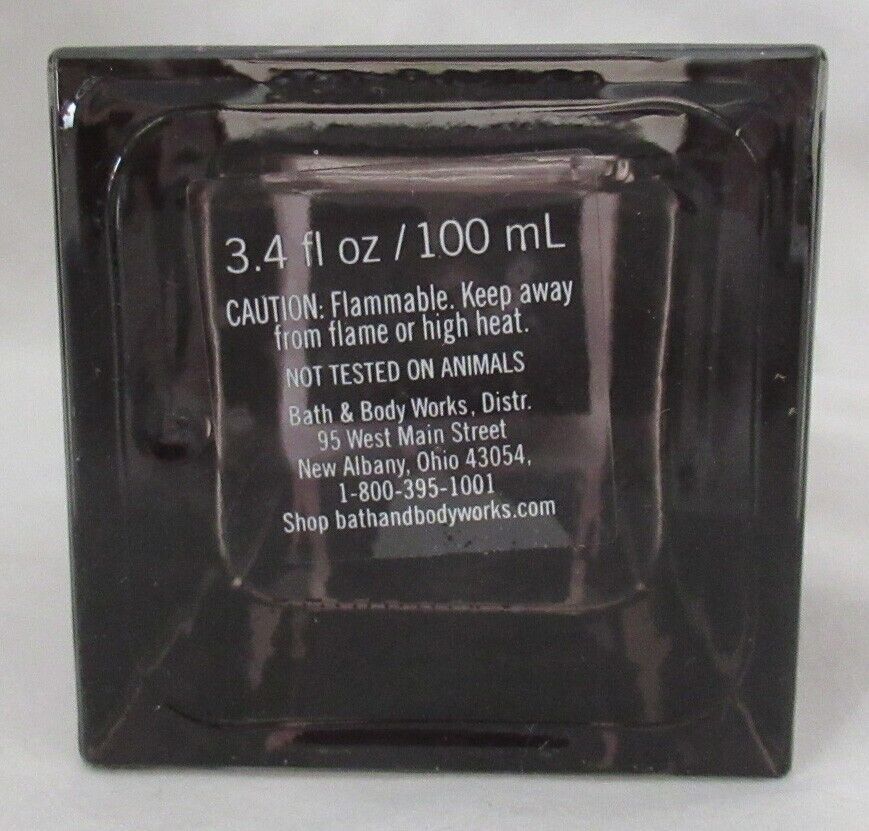 3.4 fl oz / 100 mL
CAUTION: Flammable. Keep away
from flame or high heat.
NOT TESTED ON ANIMALS
Bath & Body Works, Distr.
95 West Main Street
New Albany, Ohio 43054,
1-800-395-1001
Shop bathandbodyworks.com